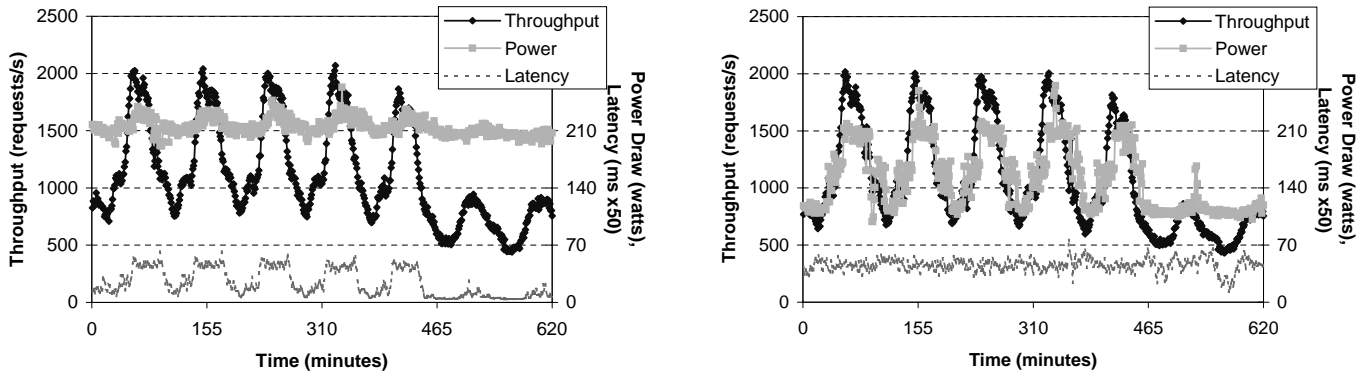 2500
2000
1500
1000
500
0
Throughput (requests/s)
0 155 310 465 620
Time (minutes)
210
140
70
0
Power Draw (watts),
Latency (ms x50)
Throughput
Power
Latency
2500
2000
1500
1000
500
0
Throughput (requests/s)
0 155 310 465 620
Time (minutes)
210
140
70
0
Power Draw (watts),
Latency (ms x50)
Throughput
Power
Latency